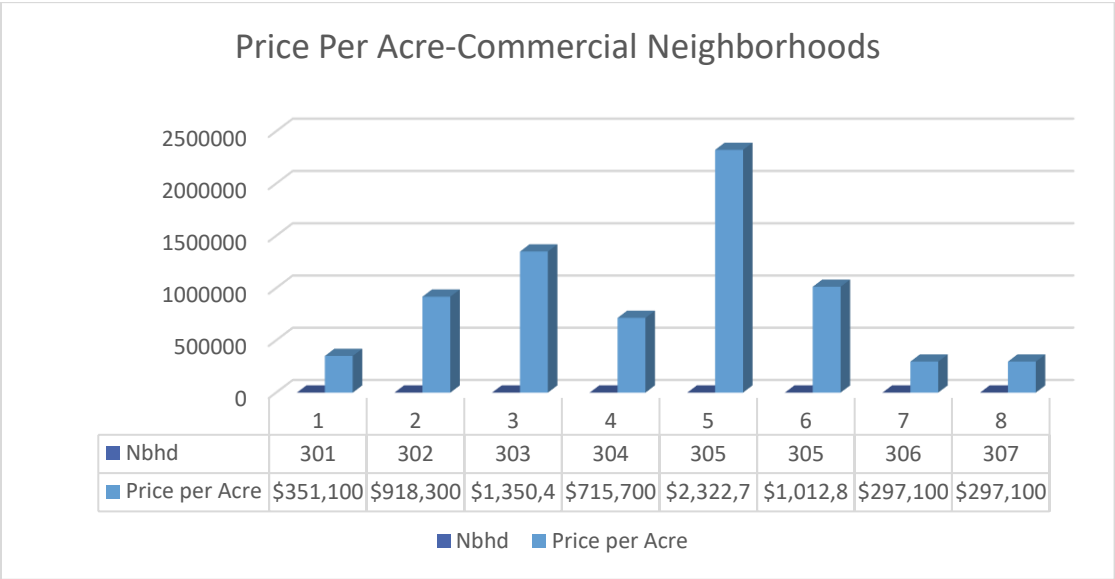 Price Per Acre-Commercial Neighborhoods
2500000
2000000
1500000
1000000
500000
0
1 2 3 4 5 6 7 8
Nbhd 301 302 303 304 305 305 306 307
Price per Acre $351,100 $918,300 $1,350,4 $715,700 $2,322,7 $1,012,8 $297,100 $297,100
Nbhd Price per Acre